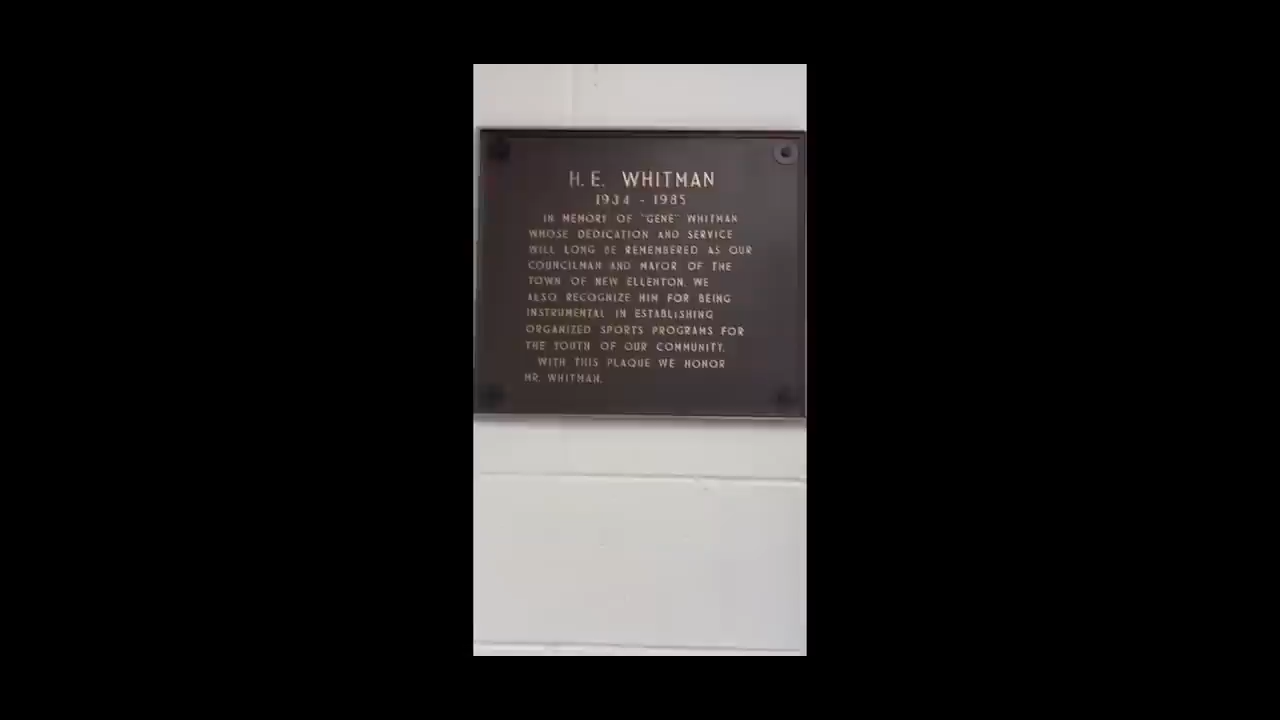 H. E. WHITMAN
1934 - 1985
IN MEMORY OF "GENE" WHITMAN
WHOSE DEDICATION AND SERVICE
WILL LONG BE REMEMBERED AS OUR
COUNCILMAN AND MAYOR OF THE
TOWN OF NEW ELLENTON. WE
ALSO RECOGNIZE HIM FOR BEING
INSTRUMENTAL IN ESTABLISHING
ORGANIZED SPORTS PROGRAMS FOR
THE YOUTH OF OUR COMMUNITY.
WITH THIS PLAQUE WE HONOR
MR. WHITMAN.